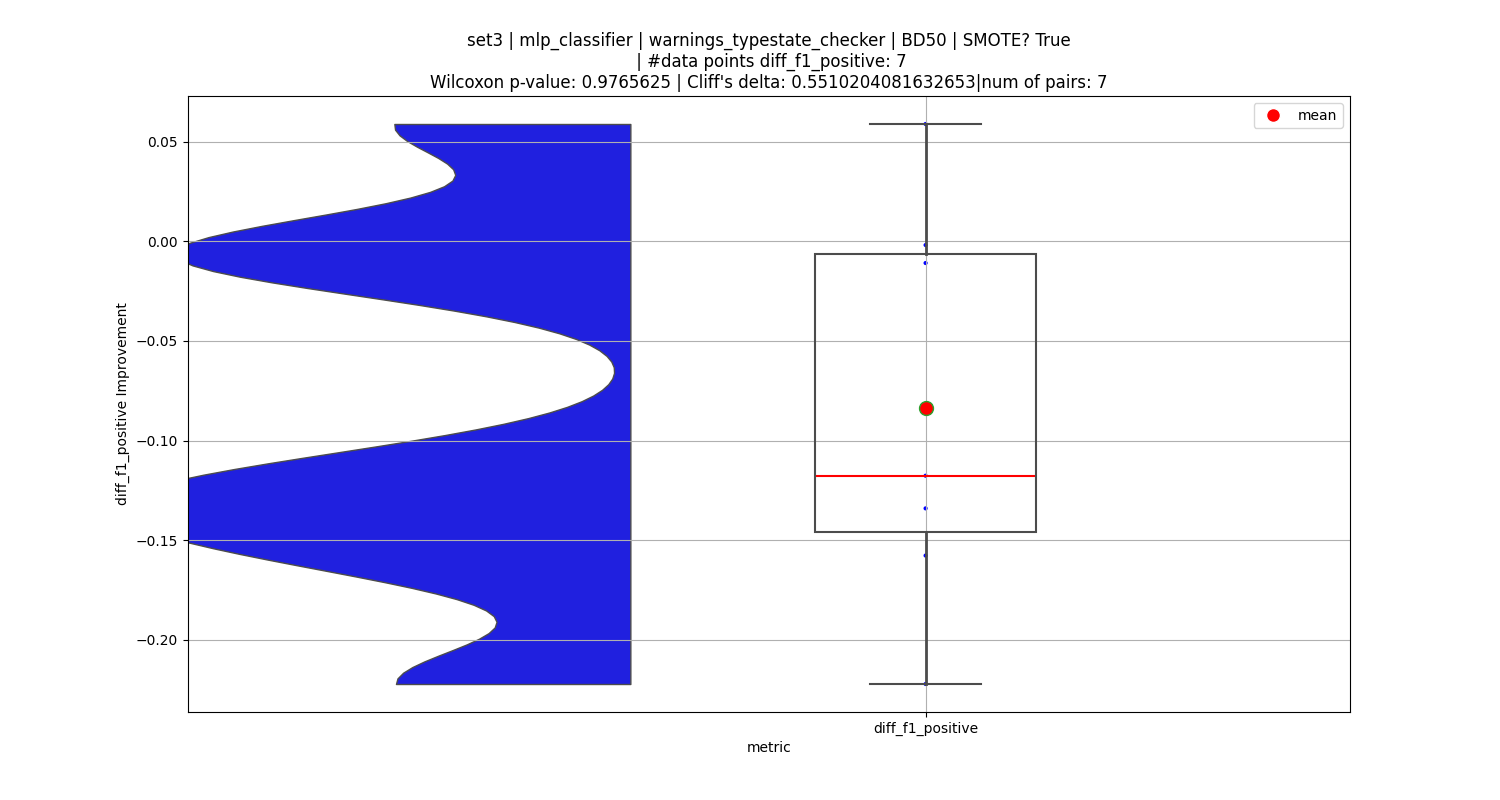 set3 | mlp_classifier | warnings_typestate_checker | BD50 | SMOTE? True
| #data points diff_f1_positive: 7
Wilcoxon p-value: 0.9765625 | Cliff's delta: 0.5510204081632653|num of pairs: 7
mean
0.05
0.00
−0.05
−0.10
−0.15
−0.20
diff_f1_positive Improvement
diff_f1_positive
metric